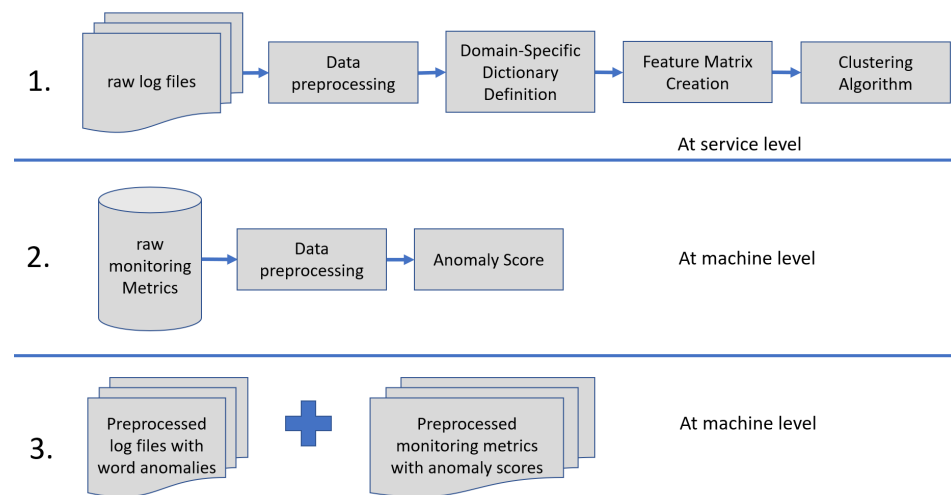 1.
raw log files
Data
preprocessing
Domain-Specific
Dictionary
Definition
Feature Matrix
Creation
Clustering
Algorithm
At service level
2.
raw
monitoring
Metrics
Data
preprocessing
Anomaly Score
At machine level
3.
Preprocessed
log files with
word anomalies
Preprocessed
monitoring metrics
with anomaly scores
At machine level